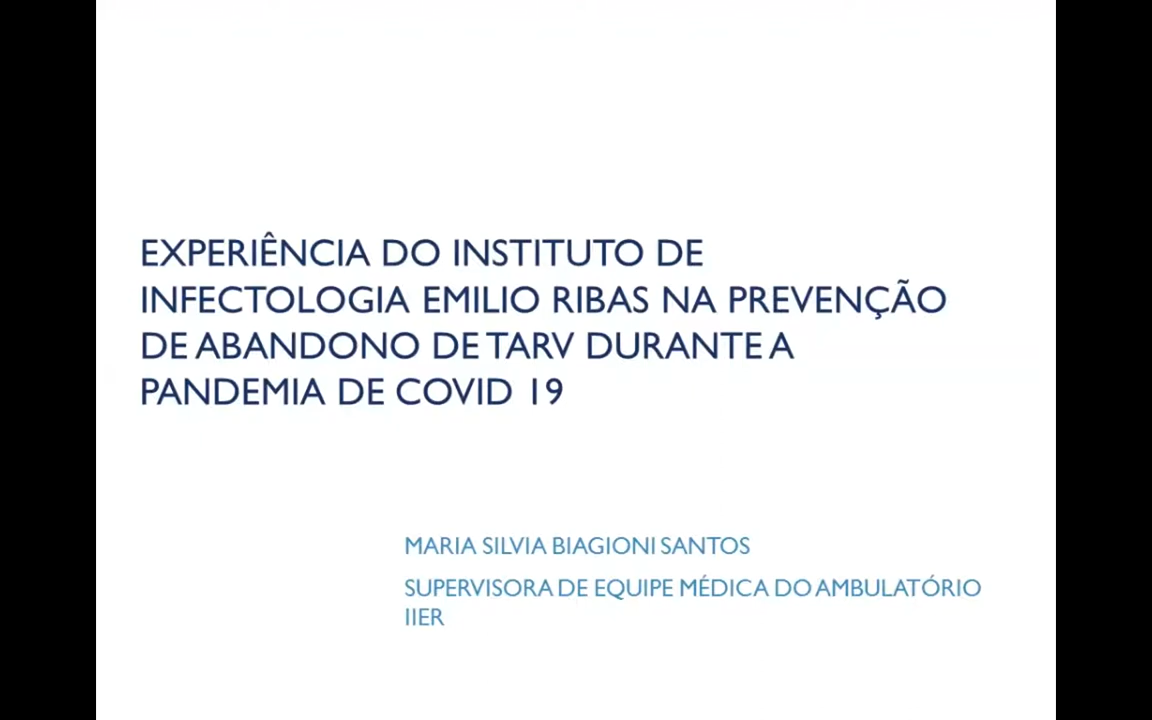 EXPERIÊNCIA DO INSTITUTO DE
INFECTOLOGIA EMILIO RIBAS NA PREVENÇÃO
DE ABANDONO DE TARV DURANTE A
PANDEMIA DE COVID 19
MARIA SILVIA BIAGIONI SANTOS
SUPERVISORA DE EQUIPE MÉDICA DO AMBULATÓRIO
IIER